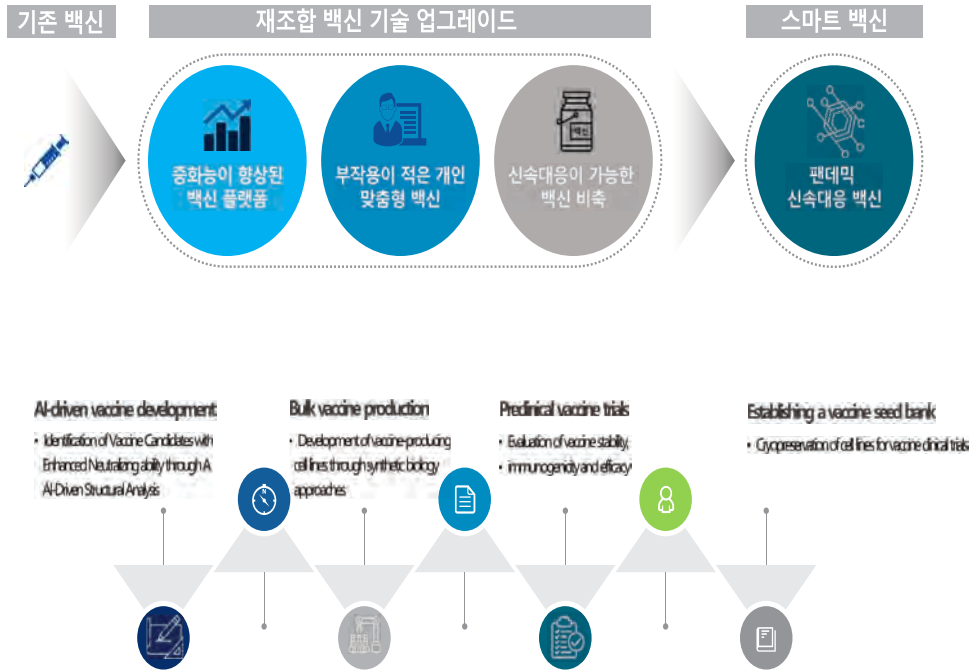 기존 백신
재조합 백신 기술 업그레이드
스마트 백신
중화능이 향상된
백신 플랫폼
부작용이 적은 개인
맞춤형 백신
백신
신속대응이 가능한
백신 비축
팬데믹
신속대응 백신
AI-driven vaccine development
• Identification of Vaccine Candidates with
Enhanced Neutralizing ability through A
AI-Driven Structural Analysis
Bulk vaccine production
• Development of vaccine-producing
cell lines through synthetic biology
approaches
Preclinical vaccine trials
• Evaluation of vaccine stability,
• immunogenicity and efficacy
Establishing a vaccine seed bank
• Cryopreservation of cell lines for vaccine clinical trials
N